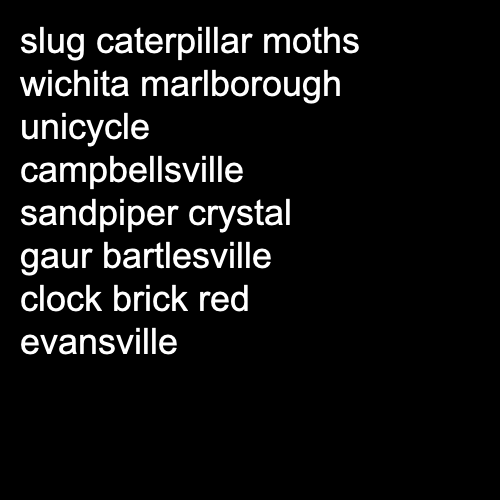 slug caterpillar moths
wichita marlborough
unicycle
campbellsville
sandpiper crystal
gaur bartlesville
clock brick red
evansville